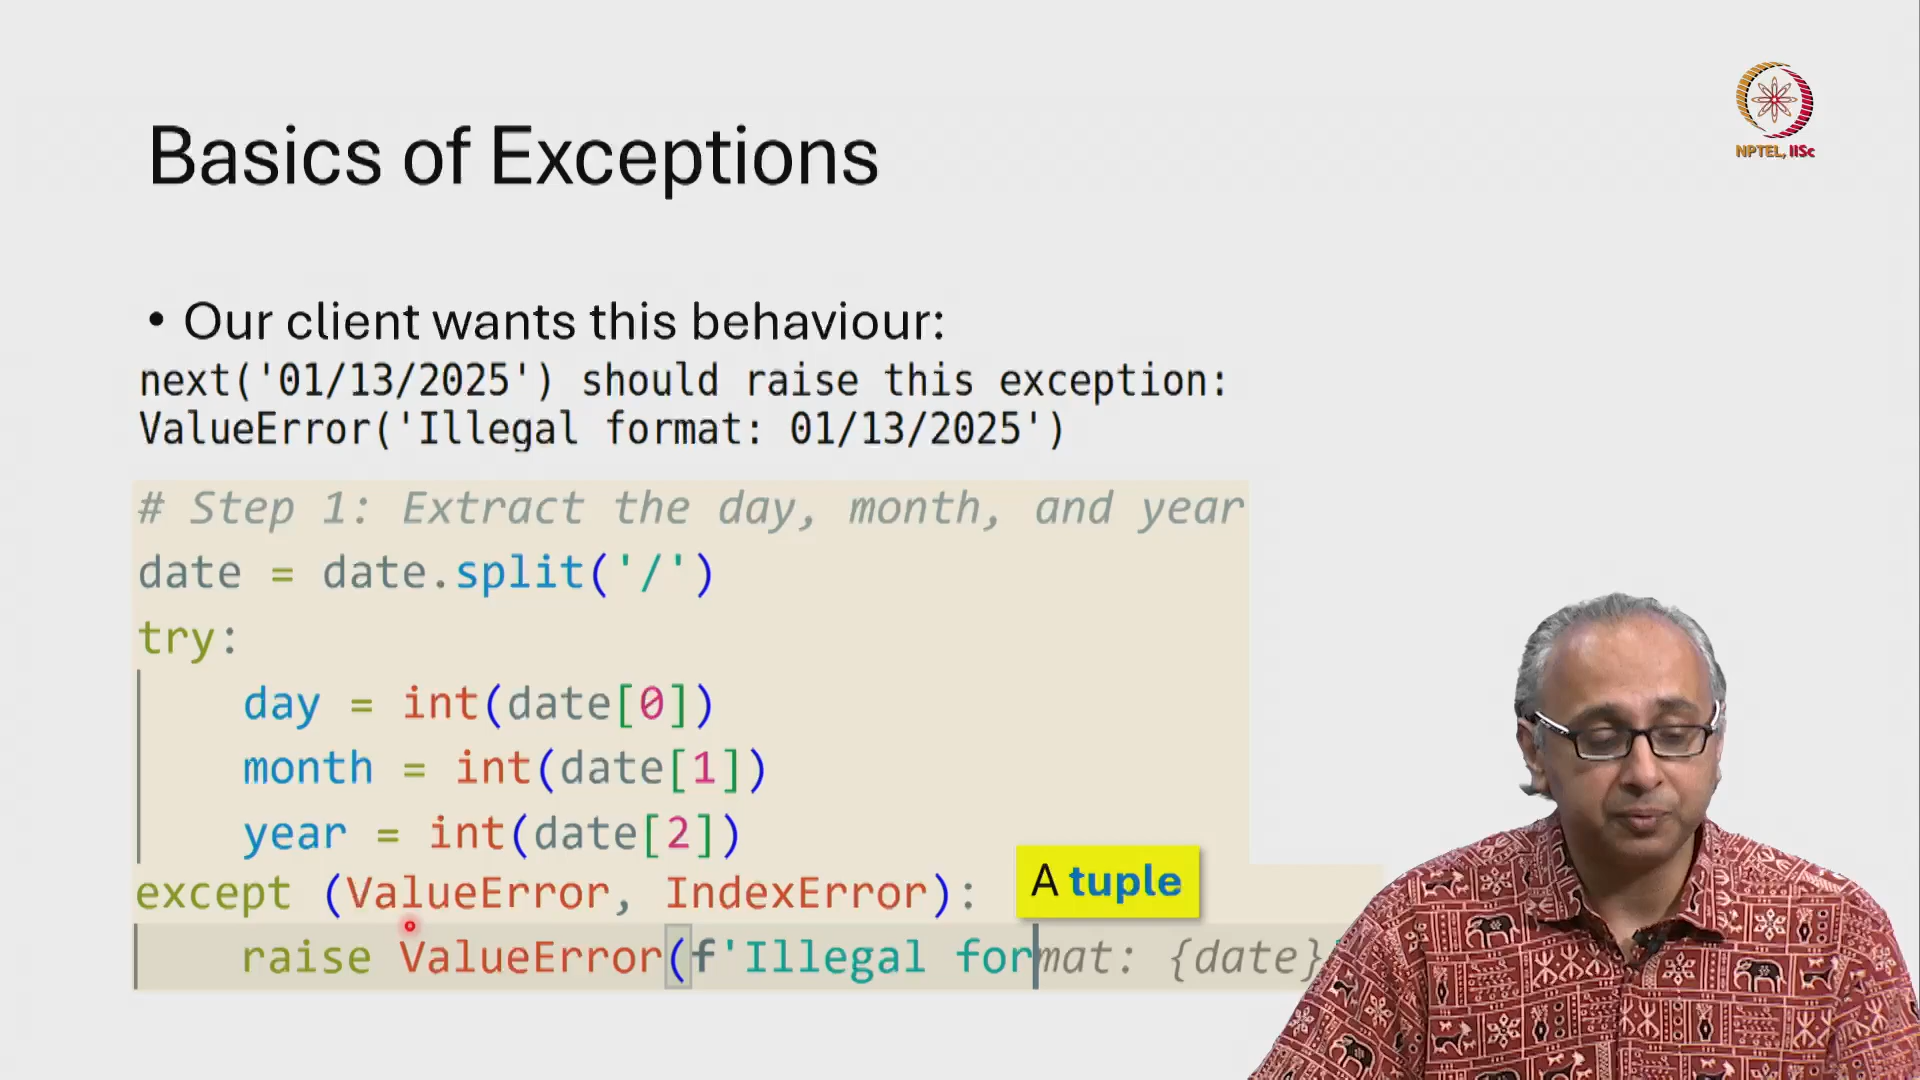 NPTEL, IISc
Basics of Exceptions
• Our client wants this behaviour:
next('01/13/2025') should raise this exception:
ValueError('Illegal format: 01/13/2025')
# Step 1: Extract the day, month, and year
date = date.split('/')
try:
day = int(date[0])
month = int(date[1])
year = int(date[2])
except (ValueError, IndexError):
A tuple
raise ValueError(f'Illegal format: {date}